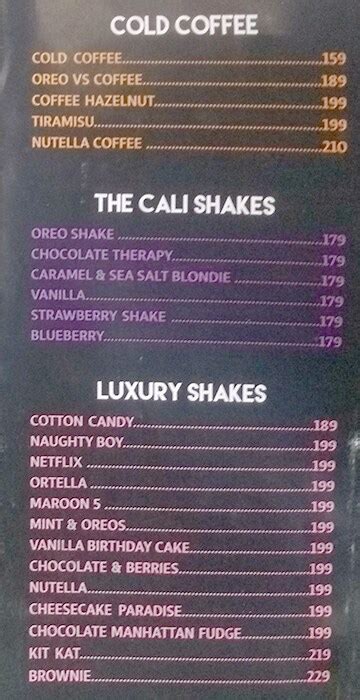 COLD COFFEE
COLD COFFEE 159
OREO VS COFFEE 189
COFFEE HAZELNUT 199
TIRAMISU 199
NUTELLA COFFEE 210
THE CALI SHAKES
OREO SHAKE 179
CHOCOLATE THERAPY 179
CARAMEL & SEA SALT BLONDIE 179
VANILLA 179
STRAWBERRY SHAKE 179
BLUEBERRY 179
LUXURY SHAKES
COTTON CANDY 189
NAUGHTY BOY 199
NETFLIX 199
ORTELLA 199
MAROON 5 199
MINT & OREOS 199
VANILLA BIRTHDAY CAKE 199
CHOCOLATE & BERRIES 199
NUTELLA 199
CHEESECAKE PARADISE 199
CHOCOLATE MANHATTAN FUDGE 199
KIT KAT 219
BROWNIE 229